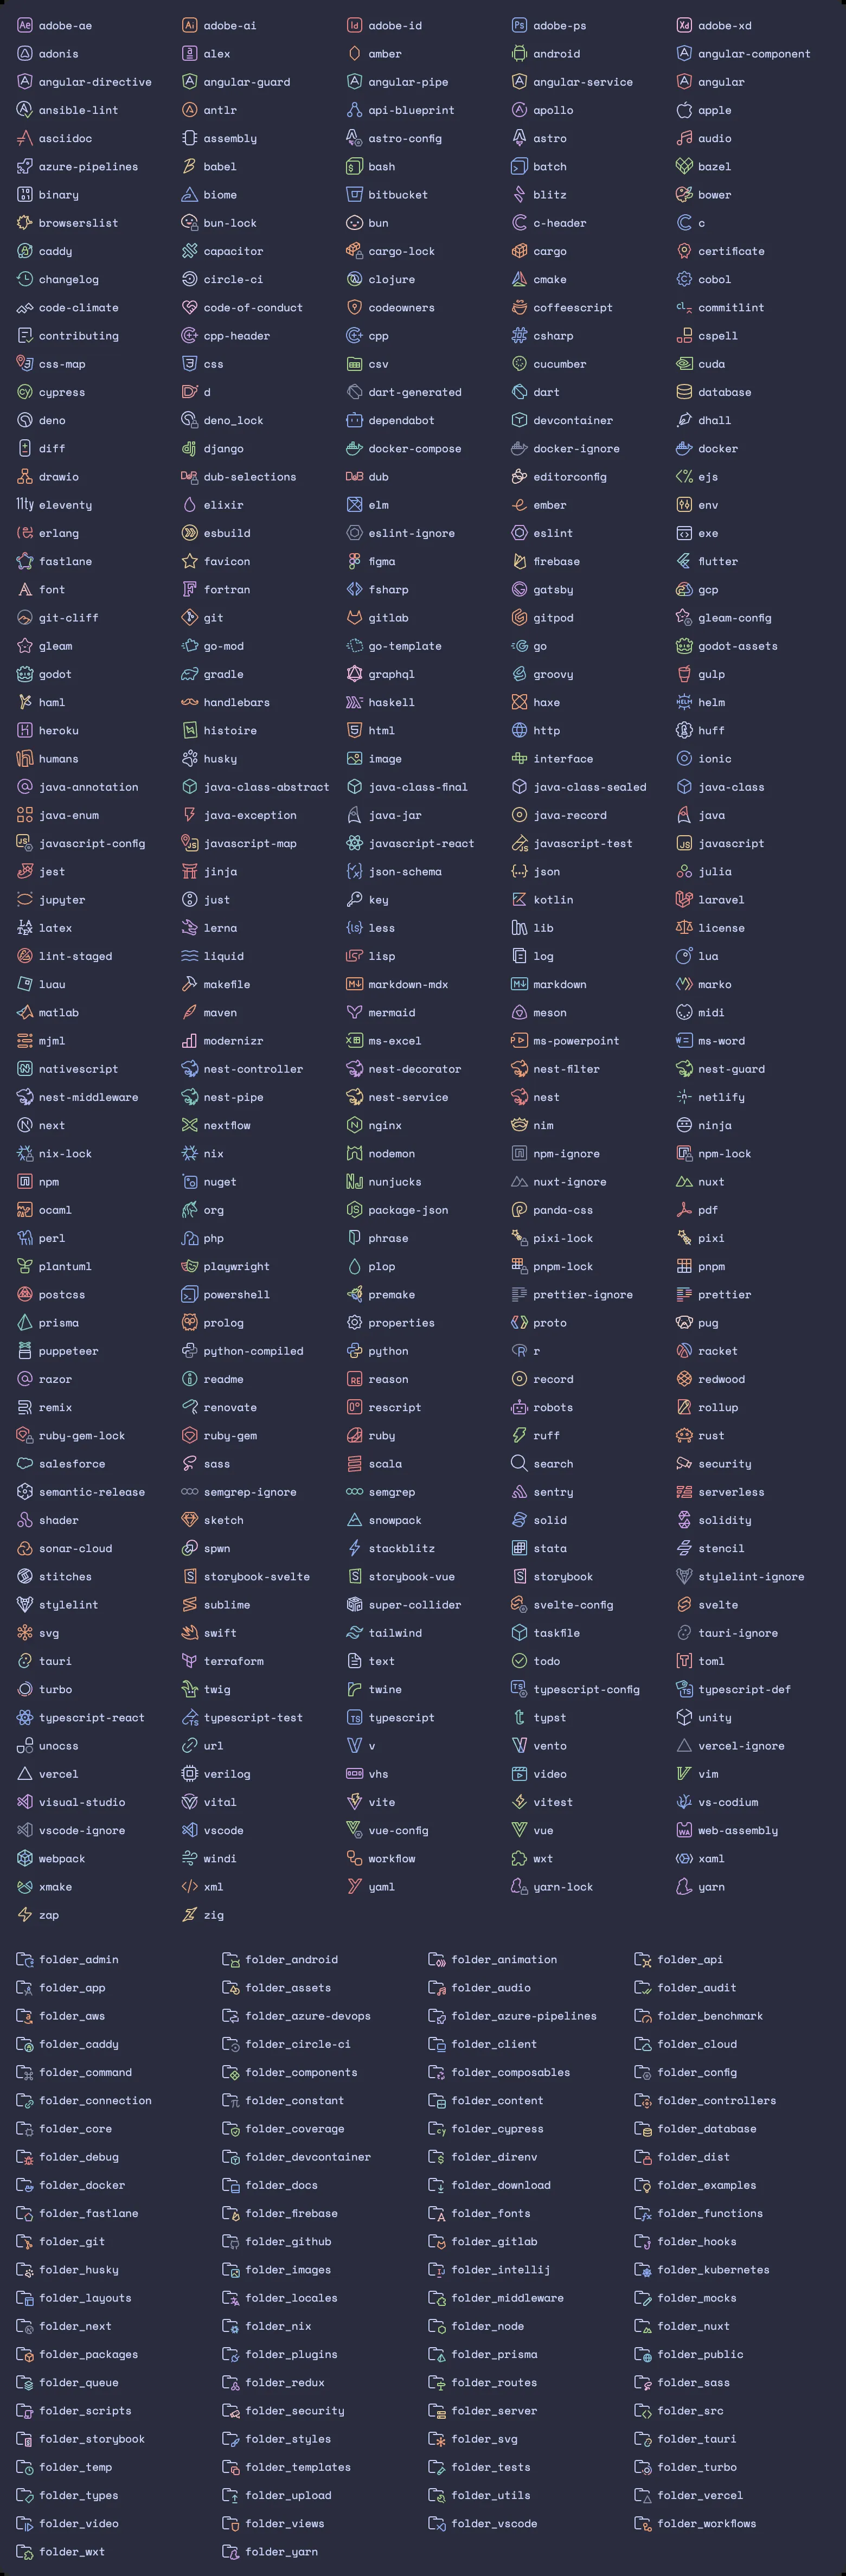 adobe-ae adobe-ai adobe-id adobe-ps adobe-xd
adonis alex amber android angular-component
angular-directive angular-guard angular-pipe angular-service angular
ansible-lint antlr api-blueprint apollo apple
asciidoc assembly astro-config astro audio
azure-pipelines babel bash batch bazel
binary biome bitbucket blitz bower
browserslist bun-lock bun c-header c
caddy capacitor cargo-lock cargo certificate
changelog circle-ci clojure cmake cobol
code-climate code-of-conduct codeowners coffeescript commitlint
contributing cpp-header cpp csharp cspell
css-map css csv cucumber cuda
cypress d dart-generated dart database
deno deno_lock dependabot devcontainer dhall
diff django docker-compose docker-ignore docker
drawio dub-selections dub editorconfig ejs
eleventy elixir elm ember env
erlang esbuild eslint-ignore eslint exe
fastlane favicon figma firebase flutter
font fortran fsharp gatsby gcp
git-cliff git gitlab gitpod gleam-config
gleam go-mod go-template go godot-assets
godot gradle graphql groovy gulp
haml handlebars haskell haxe helm
heroku histoire html http huff
humans husky image interface ionic
java-annotation java-class-abstract java-class-final java-class-sealed java-class
java-enum java-exception java-jar java-record java
javascript-config javascript-map javascript-react javascript-test javascript
jest jinja json-schema json julia
jupyter just key kotlin laravel
latex lerna less lib license
lint-staged liquid lisp log lua
luau makefile markdown-mdx markdown marko
matlab maven mermaid meson midi
mjml modernizr ms-excel ms-powerpoint ms-word
nativescript nest-controller nest-decorator nest-filter nest-guard
nest-middleware nest-pipe nest-service nest netlify
next nextflow nginx nim ninja
nix-lock nix nodemon npm-ignore npm-lock
npm nuget nunjucks nuxt-ignore nuxt
ocaml org package-json panda-css pdf
perl php phrase pixi-lock pixi
plantuml playwright plop pnpm-lock pnpm
postcss powershell premake prettier-ignore prettier
prisma prolog properties proto pug
puppeteer python-compiled python r racket
razor readme reason record redwood
remix renovate rescript robots rollup
ruby-gem-lock ruby-gem ruby ruff rust
salesforce sass scala search security
semantic-release semgrep-ignore semgrep sentry serverless
shader sketch snowpack solid solidity
sonar-cloud spwn stackblitz stata stencil
stitches storybook-svelte storybook-vue storybook stylelint-ignore
stylelint sublime super-collider svelte-config svelte
svg swift tailwind taskfile tauri-ignore
tauri terraform text todo toml
turbo twig twine typescript-config typescript-def
typescript-react typescript-test typescript typst unity
unocss url v vento vercel-ignore
vercel verilog vhs video vim
visual-studio vital vite vitest vs-codium
vscode-ignore vscode vue-config vue web-assembly
webpack windi workflow wxt xaml
xmake xml yaml yarn-lock yarn
zap zig
folder_admin folder_android folder_animation folder_api
folder_app folder_assets folder_audio folder_audit
folder_aws folder_azure-devops folder_azure-pipelines folder_benchmark
folder_caddy folder_circle-ci folder_client folder_cloud
folder_command folder_components folder_composables folder_config
folder_connection folder_constant folder_content folder_controllers
folder_core folder_coverage folder_cypress folder_database
folder_debug folder_devcontainer folder_direnv folder_dist
folder_docker folder_docs folder_download folder_examples
folder_fastlane folder_firebase folder_fonts folder_functions
folder_git folder_github folder_gitlab folder_hooks
folder_husky folder_images folder_intellij folder_kubernetes
folder_layouts folder_locales folder_middleware folder_mocks
folder_next folder_nix folder_node folder_nuxt
folder_packages folder_plugins folder_prisma folder_public
folder_queue folder_redux folder_routes folder_sass
folder_scripts folder_security folder_server folder_src
folder_storybook folder_styles folder_svg folder_tauri
folder_temp folder_templates folder_tests folder_turbo
folder_types folder_upload folder_utils folder_vercel
folder_video folder_views folder_vscode folder_workflows
folder_wxt folder_yarn